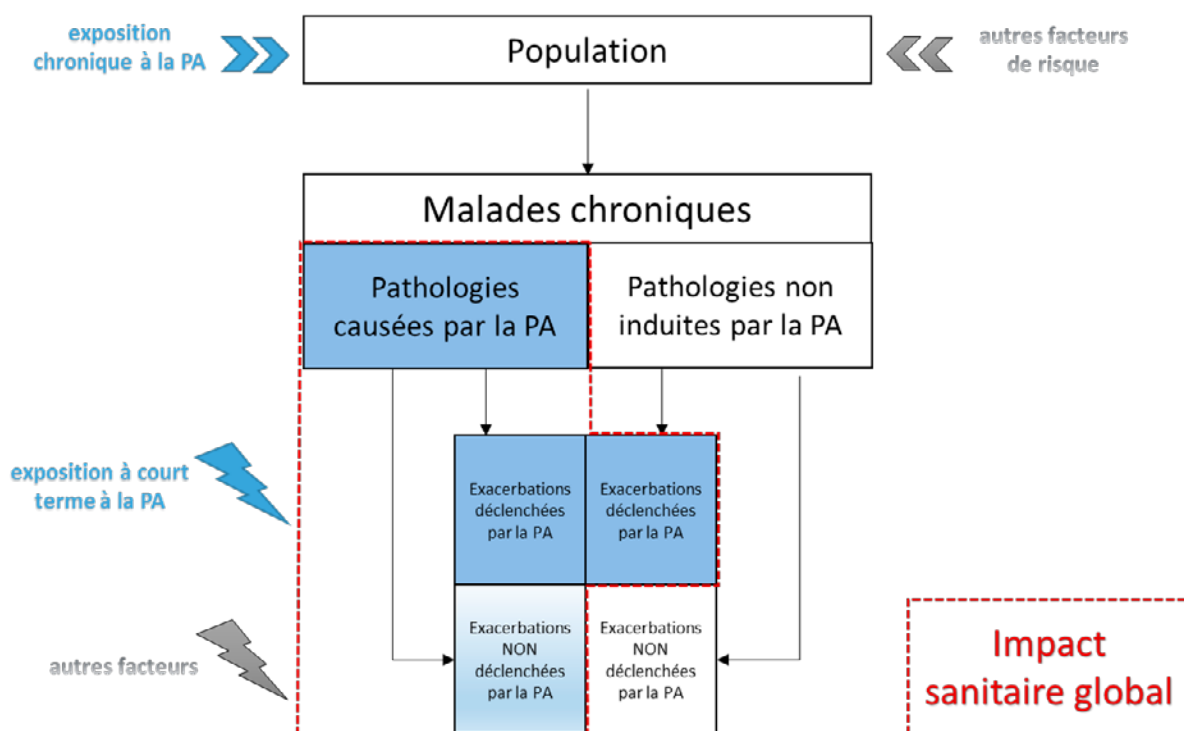 exposition
chronique à la PA
Population
autres facteurs
de risque
Malades chroniques
Pathologies
causées par la PA
Pathologies non
induites par la PA
exposition à court
terme à la PA
Exacerbations
déclenchées
par la PA
Exacerbations
déclenchées
par la PA
autres facteurs
Exacerbations
NON
déclenchées
par la PA
Exacerbations
NON
déclenchées
par la PA
Impact
sanitaire global